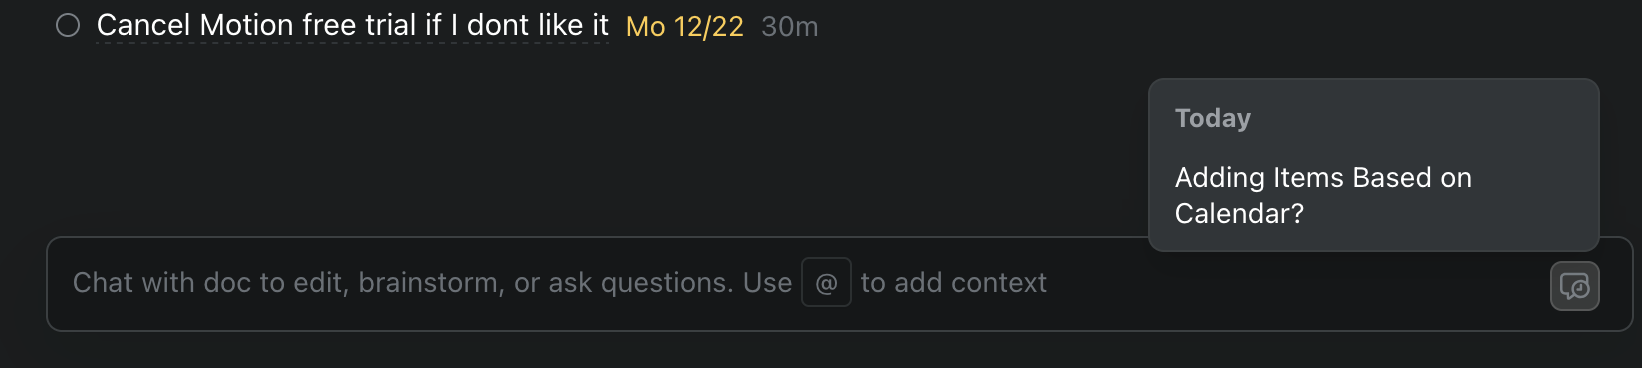 Cancel Motion free trial if I dont like it Mo 12/22 30m
Today
Adding Items Based on
Calendar?
Chat with doc to edit, brainstorm, or ask questions. Use @ to add context